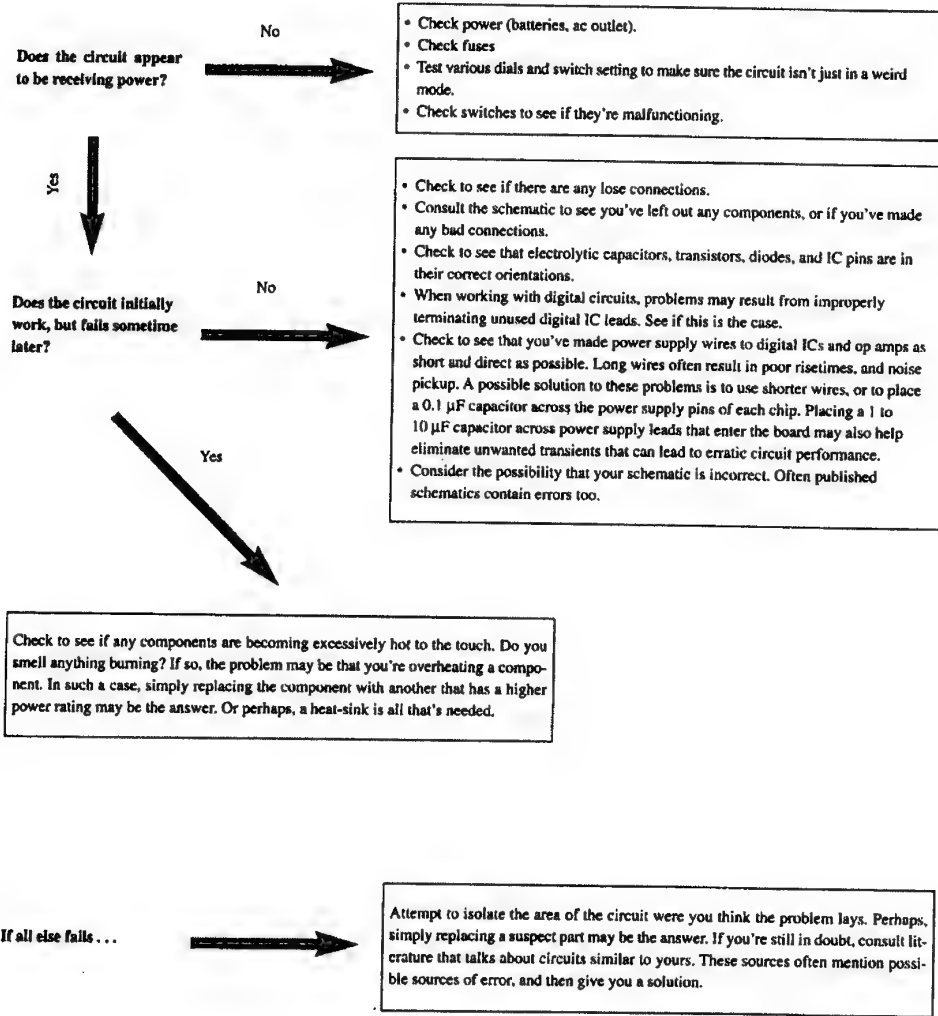 Does the circuit appear
to be receiving power?
No
• Check power (batteries, ac outlet).
• Check fuses
• Test various dials and switch setting to make sure the circuit isn't just in a weird
mode.
• Check switches to see if they're malfunctioning.
Yes
Does the circuit initially
work, but fails sometime
later?
No
• Check to see if there are any lose connections.
• Consult the schematic to see you've left out any components, or if you've made
any bad connections.
• Check to see that electrolytic capacitors, transistors, diodes, and IC pins are in
their correct orientations.
• When working with digital circuits, problems may result from improperly
terminating unused digital IC leads. See if this is the case.
• Check to see that you've made power supply wires to digital ICs and op amps as
short and direct as possible. Long wires often result in poor risetimes, and noise
pickup. A possible solution to these problems is to use shorter wires, or to place
a 0.1 μF capacitor across the power supply pins of each chip. Placing a 1 to
10 μF capacitor across power supply leads that enter the board may also help
eliminate unwanted transients that can lead to erratic circuit performance.
• Consider the possibility that your schematic is incorrect. Often published
schematics contain errors too.
Yes
Check to see if any components are becoming excessively hot to the touch. Do you
smell anything burning? If so, the problem may be that you're overheating a compo-
nent. In such a case, simply replacing the component with another that has a higher
power rating may be the answer. Or perhaps, a heat-sink is all that's needed.
If all else fails . . .
Attempt to isolate the area of the circuit were you think the problem lays. Perhaps,
simply replacing a suspect part may be the answer. If you're still in doubt, consult lit-
erature that talks about circuits similar to yours. These sources often mention possi-
ble sources of error, and then give you a solution.